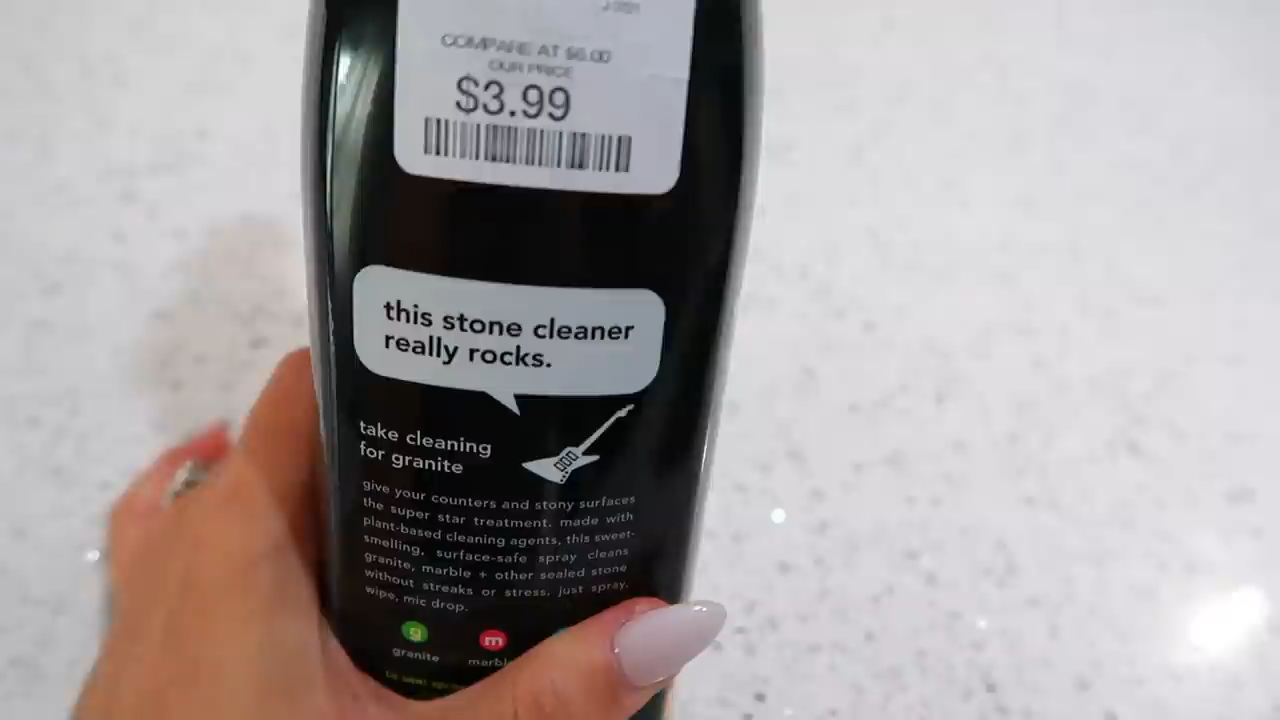 COMPARE AT $6.00
OUR PRICE
$3.99
this stone cleaner
really rocks.
take cleaning
for granite
give your counters and stony surfaces
the super star treatment. made with
plant-based cleaning agents, this sweet-
smelling, surface-safe spray cleans
granite, marble + other sealed stone
without streaks or stress. just spray,
wipe, mic drop.
g
m
granite